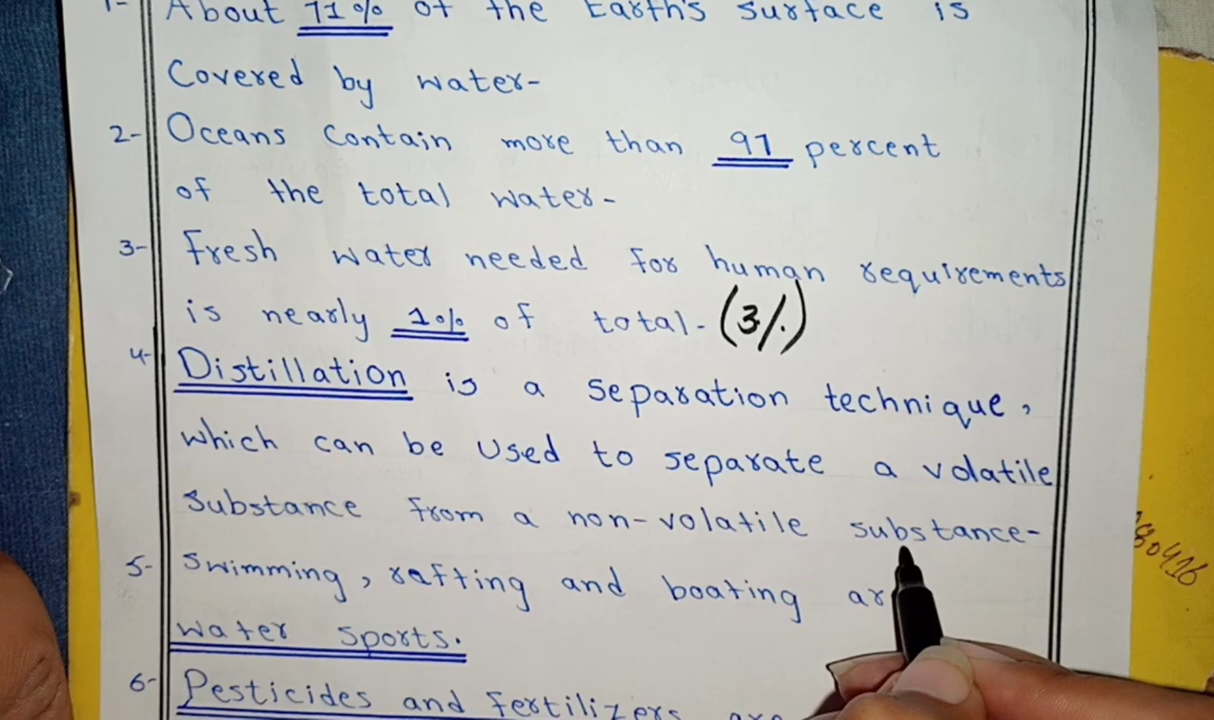 1- About 71% of the Earth's surface is
Covered by water-
2- Oceans Contain more than 97 percent
of the total water-
3- Fresh water needed for human requirements
is nearly 1% of total- (3%)
4- Distillation is a separation technique,
which can be used to separate a volatile
substance from a non-volatile substance-
5- Swimming, rafting and boating ar
water sports.
6- Pesticides and fertilizers are
180416